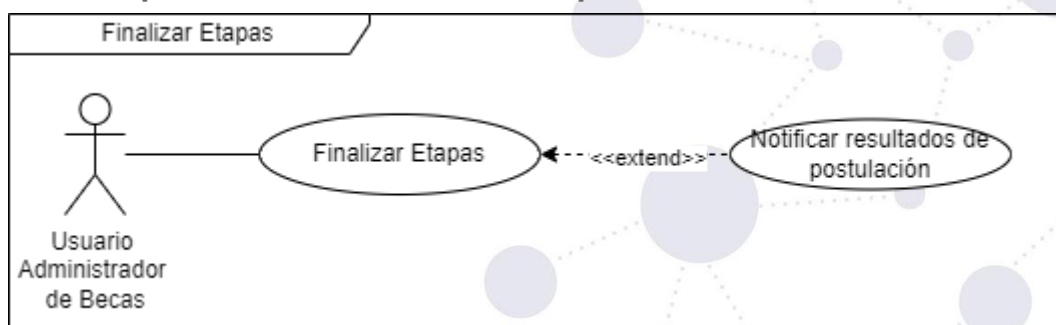 Finalizar Etapas
Finalizar Etapas
<<extend>>
Notificar resultados de
postulación
Usuario
Administrador
de Becas